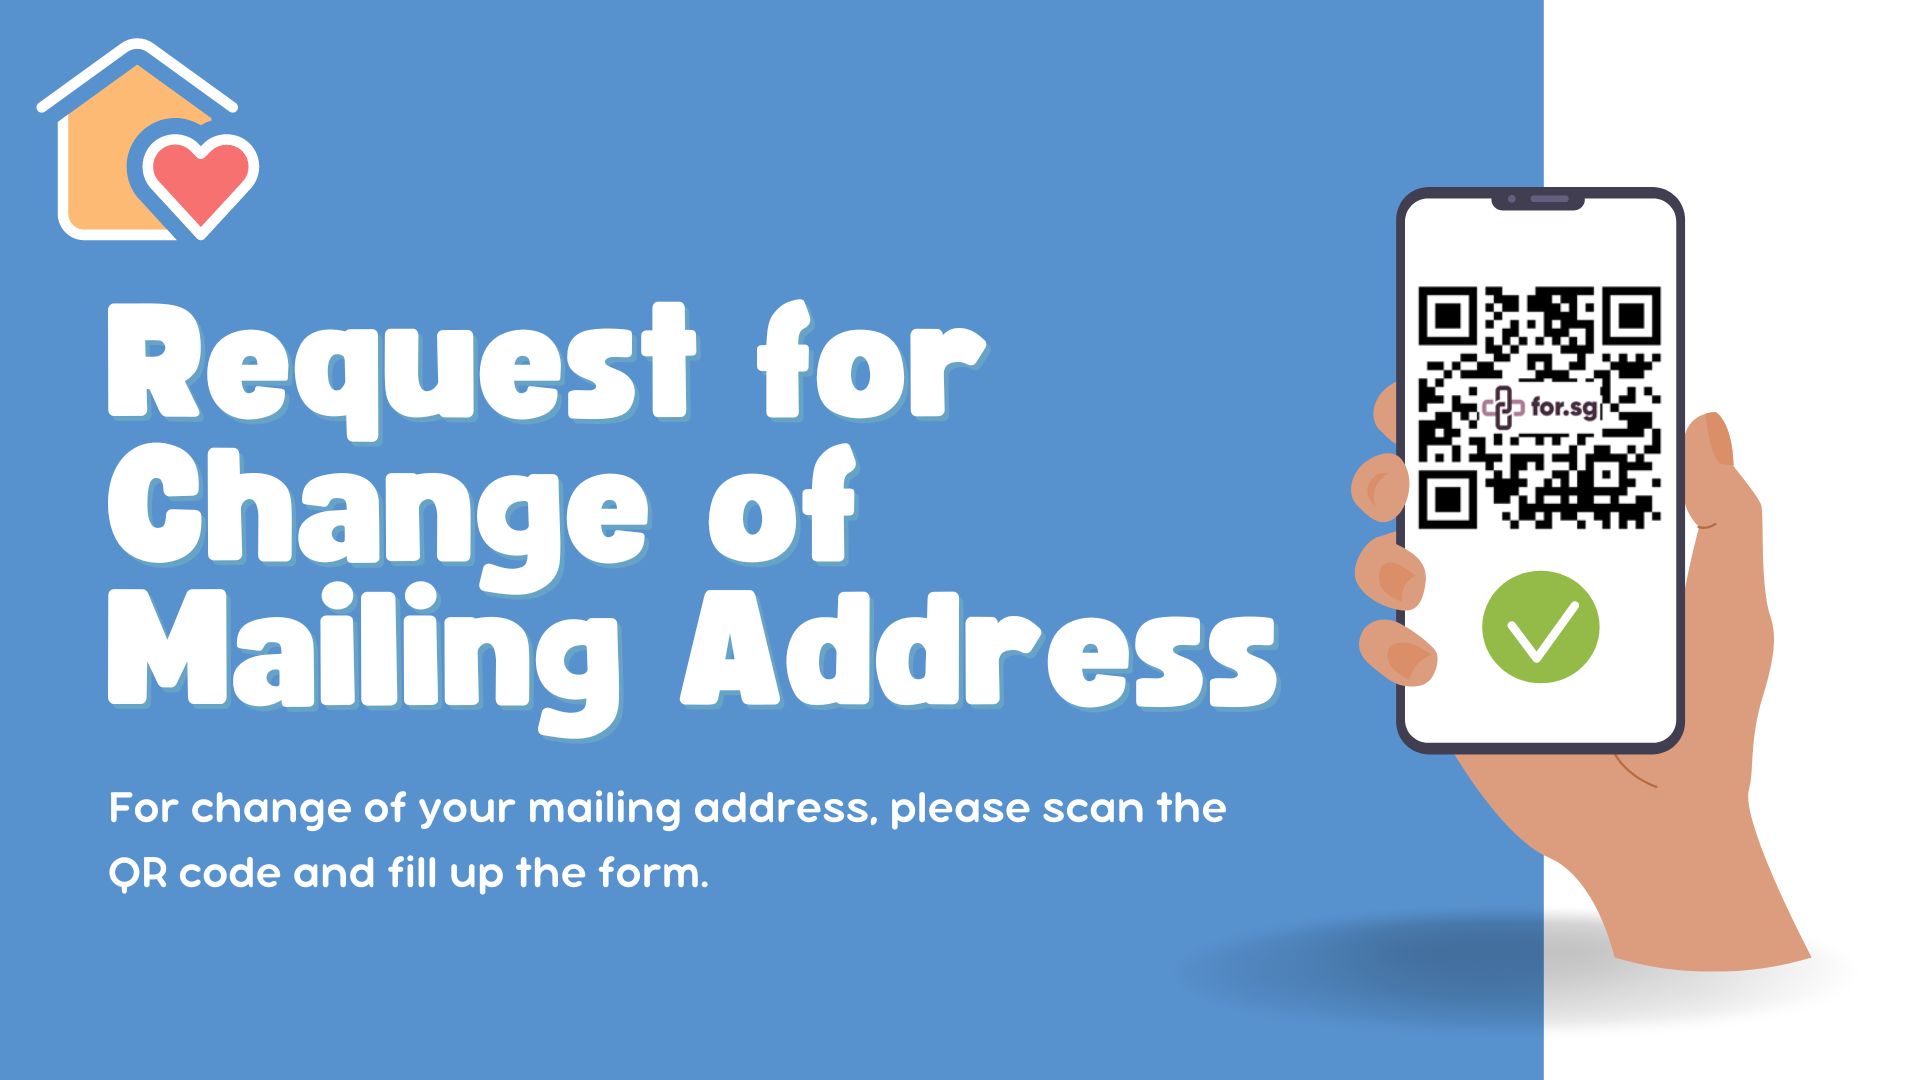 Request for
Change of
Mailing Address
for.sg
For change of your mailing address, please scan the
QR code and fill up the form.